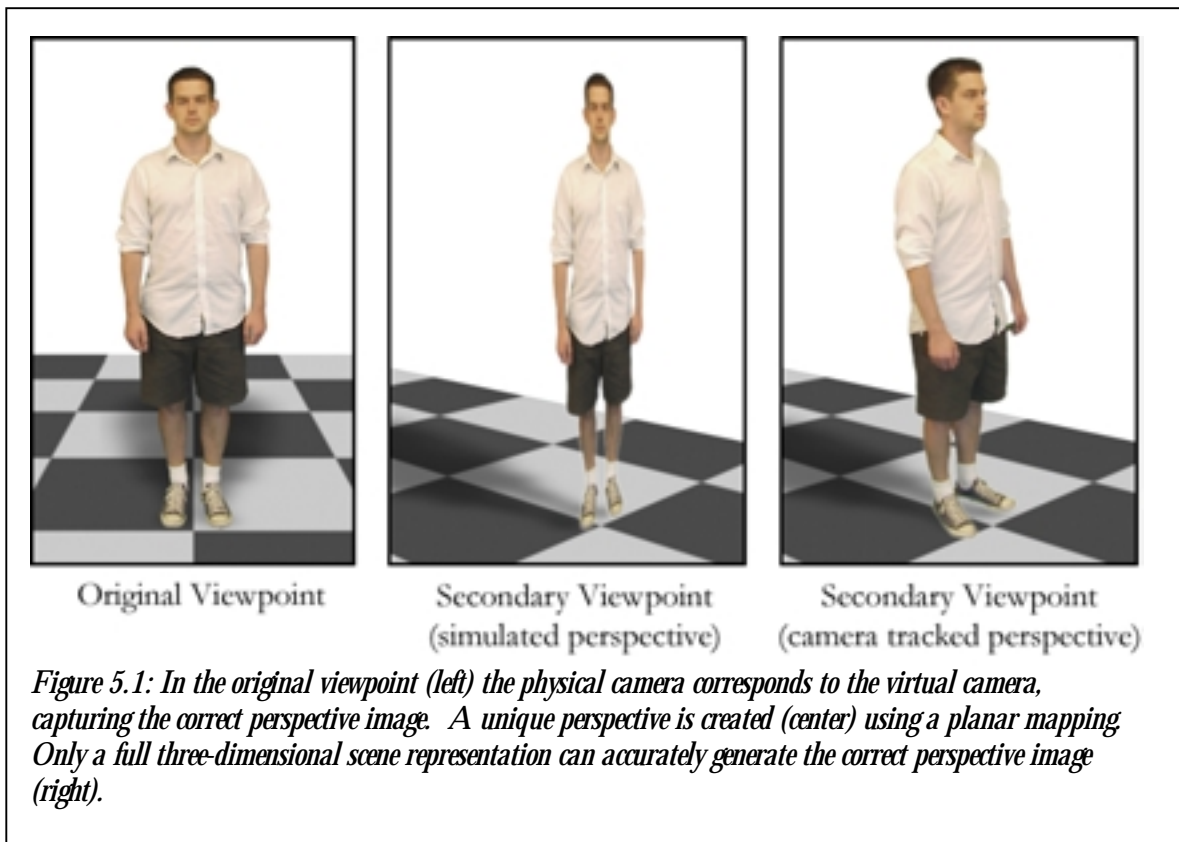 Original Viewpoint
Secondary Viewpoint
(simulated perspective)
Secondary Viewpoint
(camera tracked perspective)
Figure 5.1: In the original viewpoint (left) the physical camera corresponds to the virtual camera,
capturing the correct perspective image. A unique perspective is created (center) using a planar mapping.
Only a full three-dimensional scene representation can accurately generate the correct perspective image
(right).